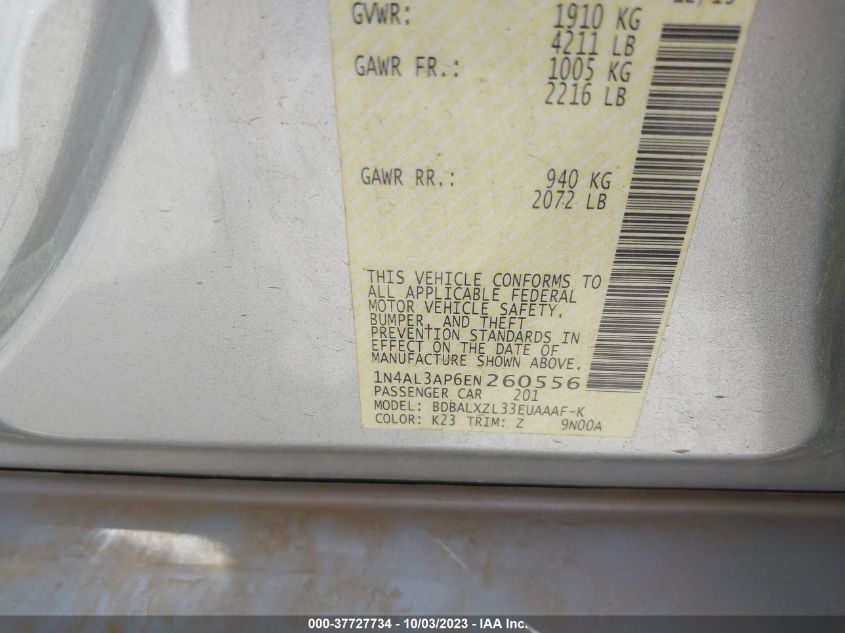 GVWR: 1910 KG
4211 LB
GAWR FR.: 1005 KG
2216 LB
GAWR RR.: 940 KG
2072 LB
THIS VEHICLE CONFORMS TO
ALL APPLICABLE FEDERAL
MOTOR VEHICLE SAFETY,
BUMPER, AND THEFT
PREVENTION STANDARDS IN
EFFECT ON THE DATE OF
MANUFACTURE SHOWN ABOVE.
1N4AL3AP6EN260556
PASSENGER CAR 201
MODEL: BDBALXZL33EUAAAF-K
COLOR: K23 TRIM: Z 9N00A
000-37727734 - 10/03/2023 - IAA Inc.